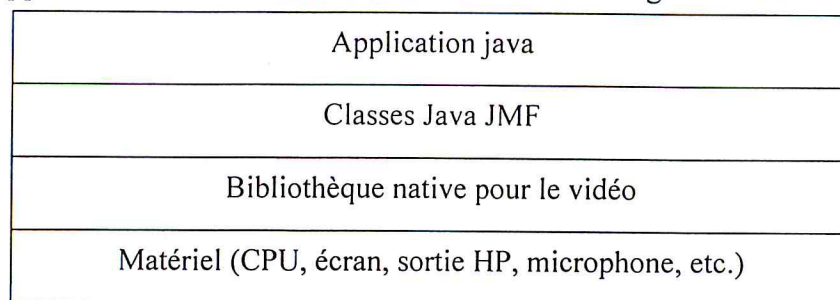 Application java
Classes Java JMF
Bibliothèque native pour le vidéo
Matériel (CPU, écran, sortie HP, microphone, etc.)